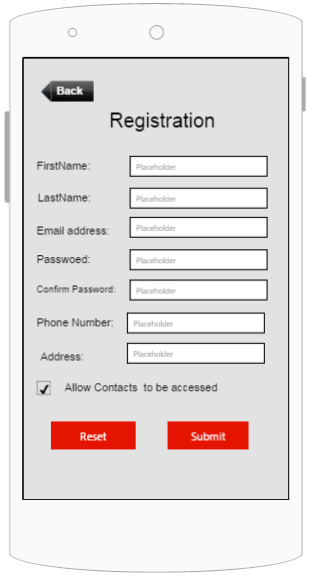 Back
Registration
FirstName: Placeholder
LastName: Placeholder
Email address: Placeholder
Passwoed: Placeholder
Confirm Password: Placeholder
Phone Number: Placeholder
Address: Placeholder
Allow Contacts to be accessed
Reset Submit